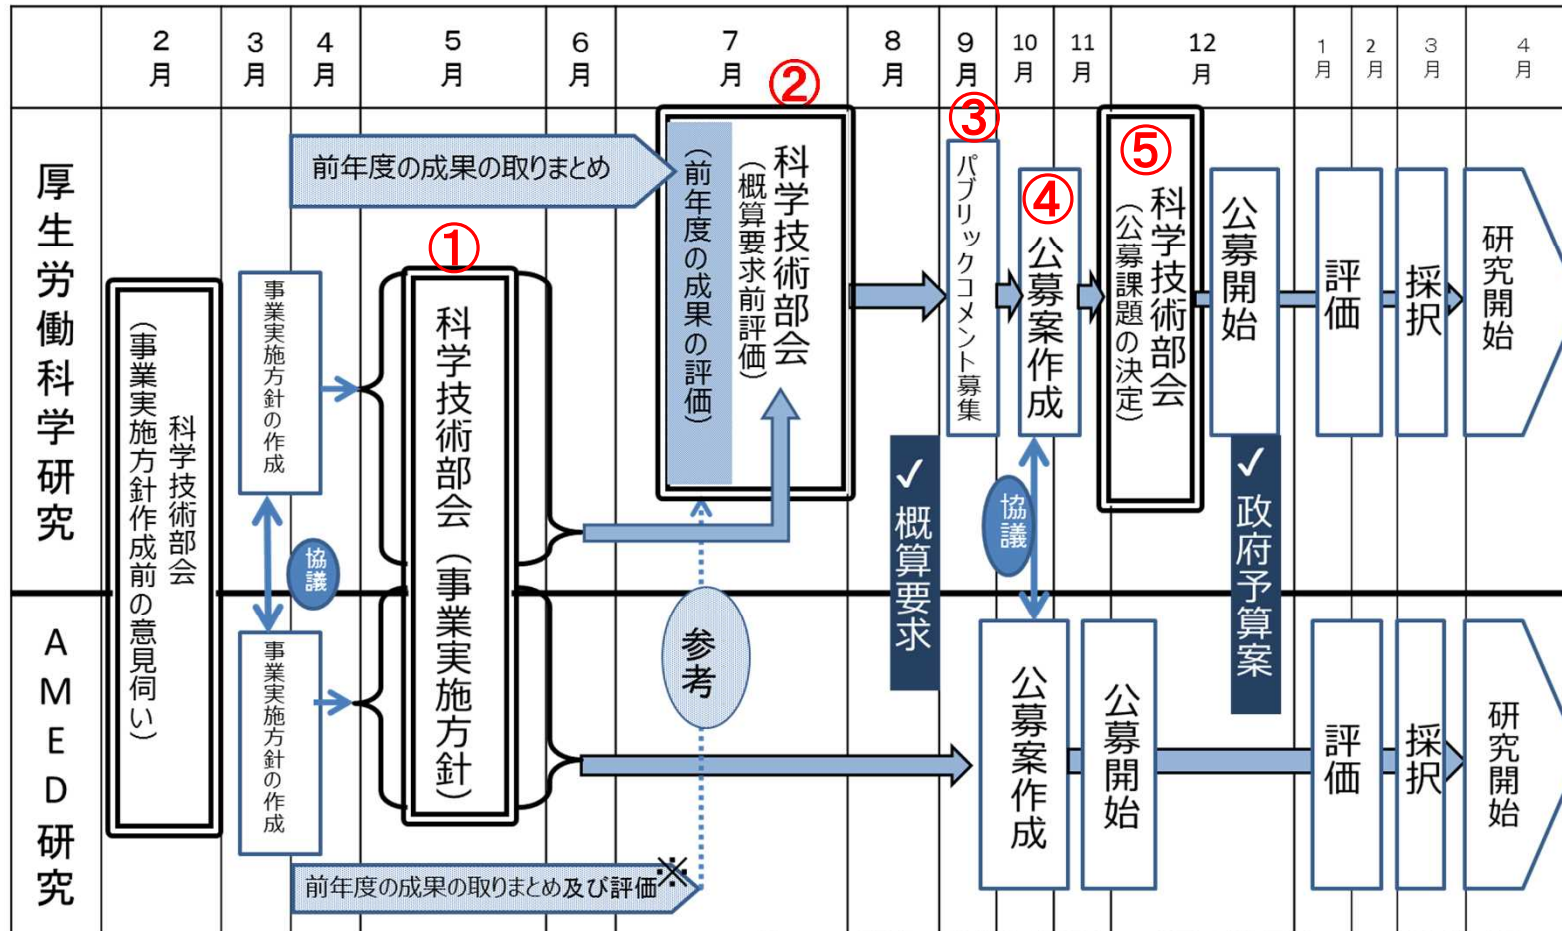 2月
3月
4月
5月
6月
7月
8月
9月
10月
11月
12月
1月
2月
3月
4月
厚生労働科学研究
科学技術部会
（事業実施方針作成前の意見伺い）
事業実施方針の作成
協議
前年度の成果の取りまとめ
①
科学技術部会（事業実施方針）
②
科学技術部会
（概算要求前評価）
（前年度の成果の評価）
✓概算要求
③
パブリックコメント募集
④
公募案作成
協議
⑤
科学技術部会
（公募課題の決定）
公募開始
✓政府予算案
評価
採択
研究開始
AMED研究
事業実施方針の作成
前年度の成果の取りまとめ及び評価※
参考
公募案作成
公募開始
評価
採択
研究開始